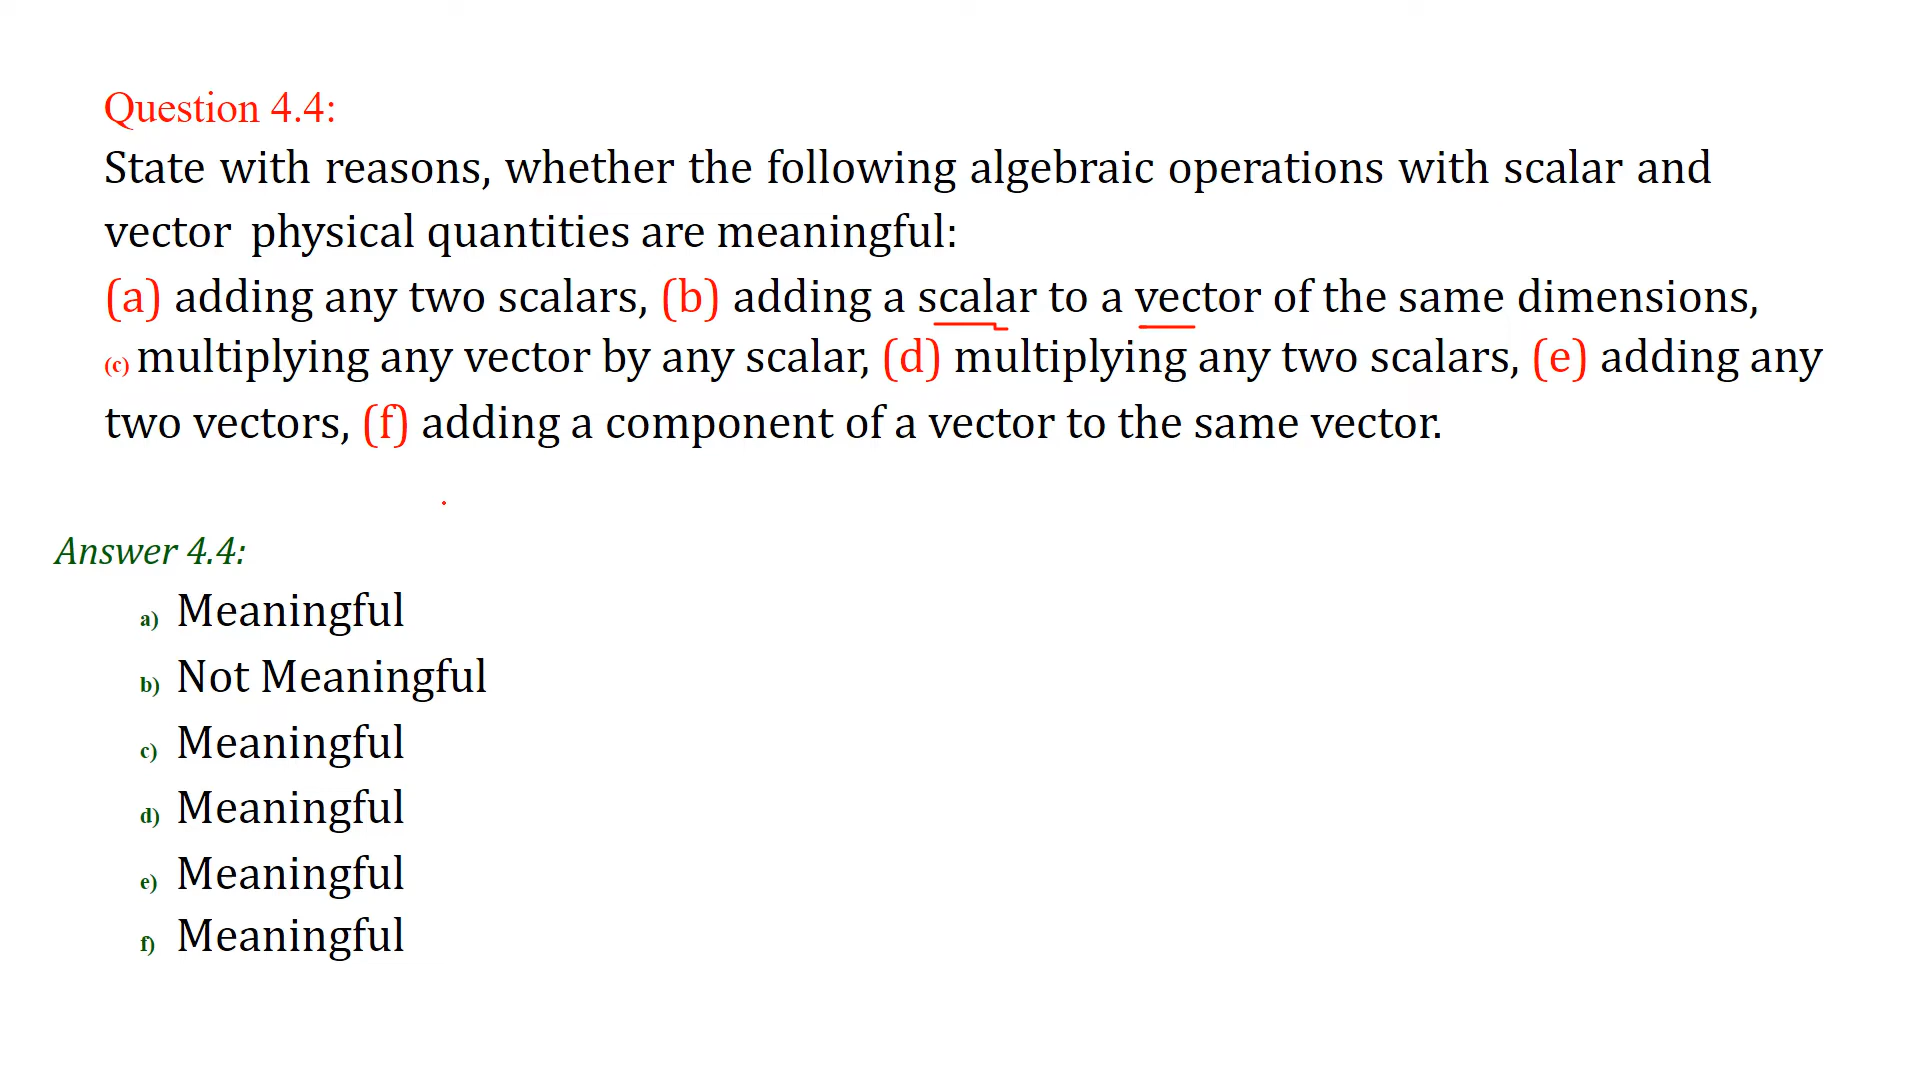 Question 4.4:
State with reasons, whether the following algebraic operations with scalar and
vector physical quantities are meaningful:
(a) adding any two scalars, (b) adding a scalar to a vector of the same dimensions,
(c) multiplying any vector by any scalar, (d) multiplying any two scalars, (e) adding any
two vectors, (f) adding a component of a vector to the same vector.
Answer 4.4:
a) Meaningful
b) Not Meaningful
c) Meaningful
d) Meaningful
e) Meaningful
f) Meaningful